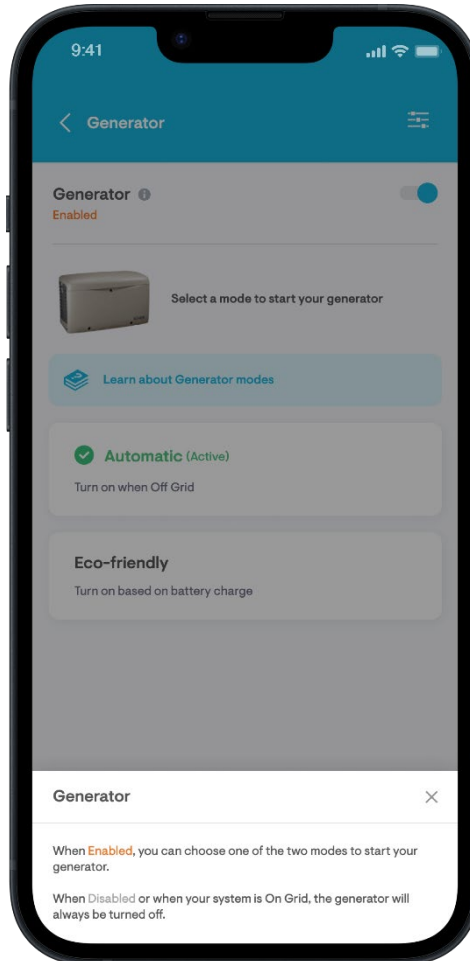 9:41
Generator
Generator
Enabled
Select a mode to start your generator
Learn about Generator modes
Automatic (Active)
Turn on when Off Grid
Eco-friendly
Turn on based on battery charge
Generator
When Enabled, you can choose one of the two modes to start your
generator.
When Disabled or when your system is On Grid, the generator will
always be turned off.